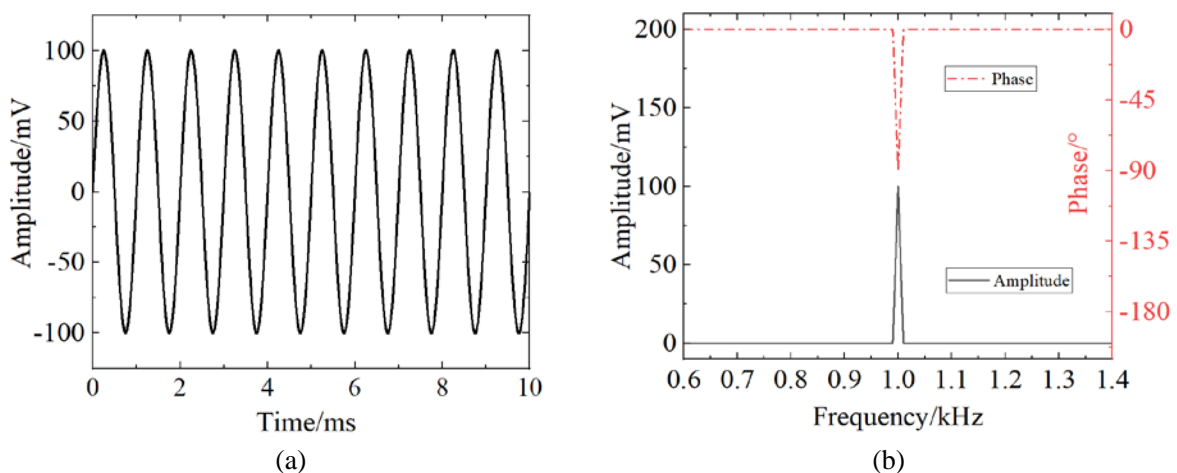 100
50
0
-50
-100
Amplitude/mV
0 2 4 6 8 10
Time/ms
(a)
200
150
100
50
0
Amplitude/mV
Phase
Amplitude
0
-45
-90
-135
-180
Phase/°
0.6 0.7 0.8 0.9 1.0 1.1 1.2 1.3 1.4
Frequency/kHz
(b)